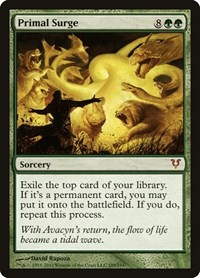 Primal Surge 8
Sorcery
Exile the top card of your library.
If it's a permanent card, you may
put it onto the battlefield. If you do,
repeat this process.
With Avacyn's return, the flow of life
became a tidal wave.
David Rapoza